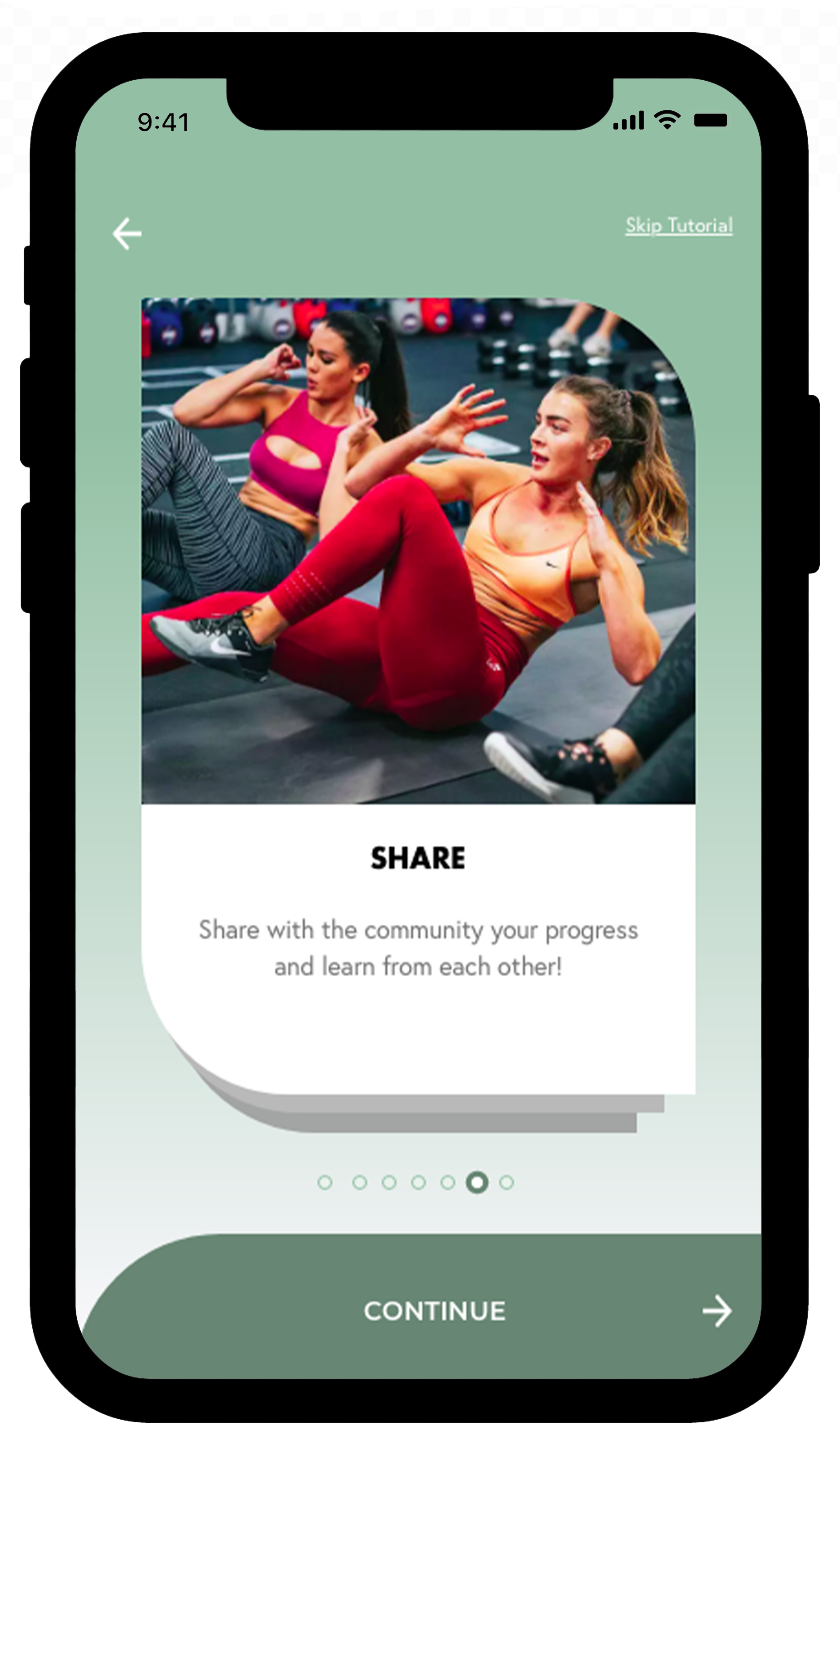 9:41
Skip Tutorial
SHARE
Share with the community your progress
and learn from each other!
CONTINUE